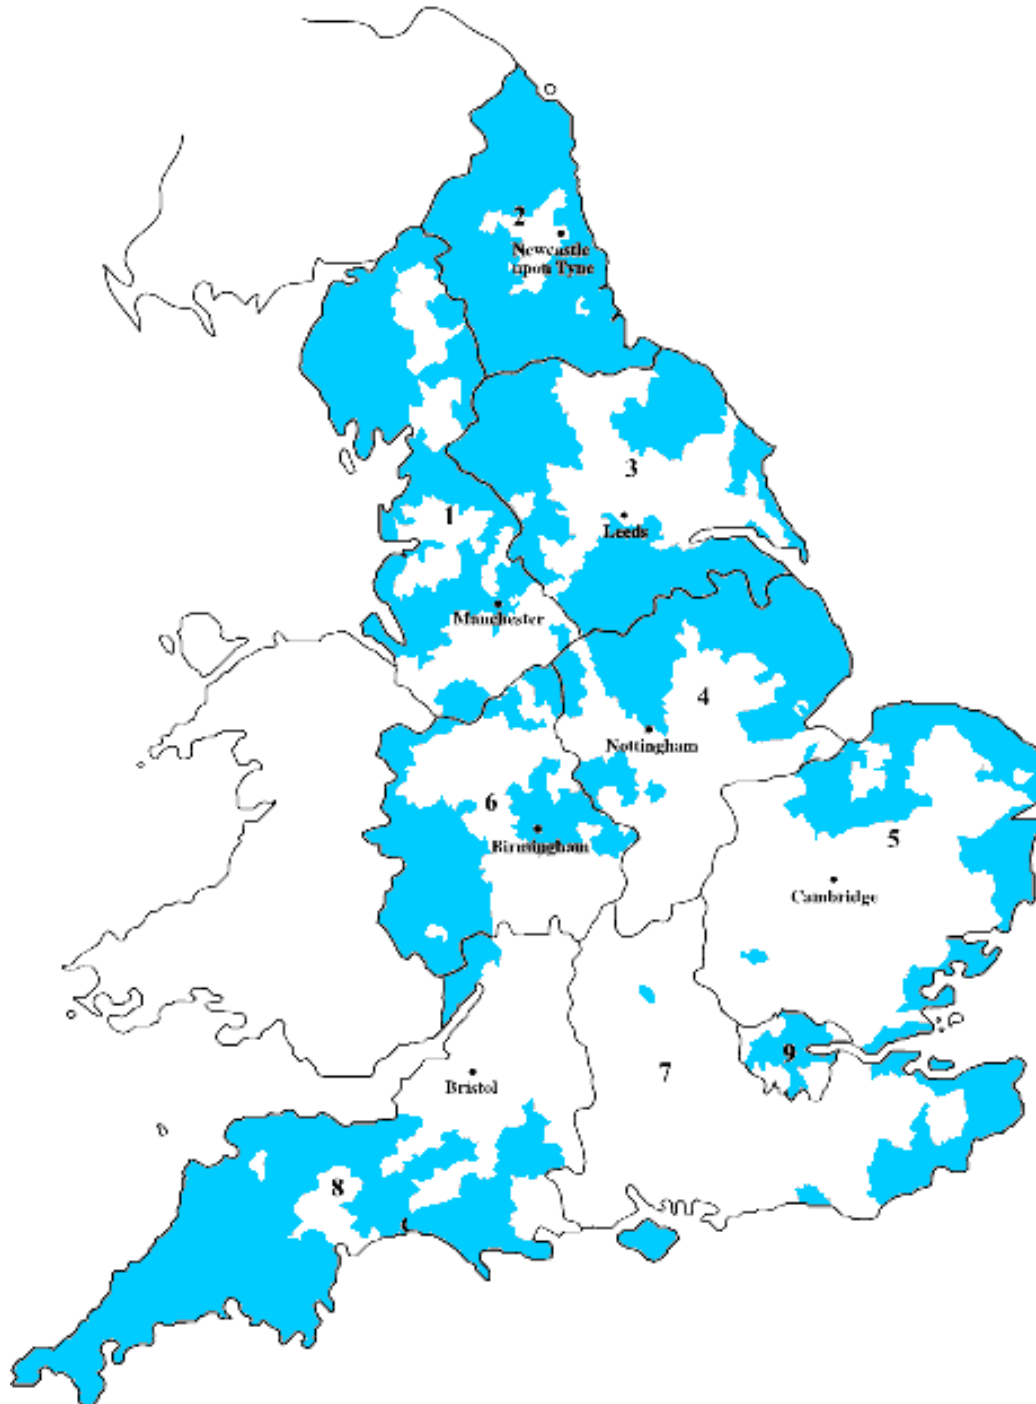 2
Newcastle
upon Tyne
3
1
Leeds
Manchester
4
Nottingham
6
5
Birmingham
Cambridge
9
7
Bristol
8